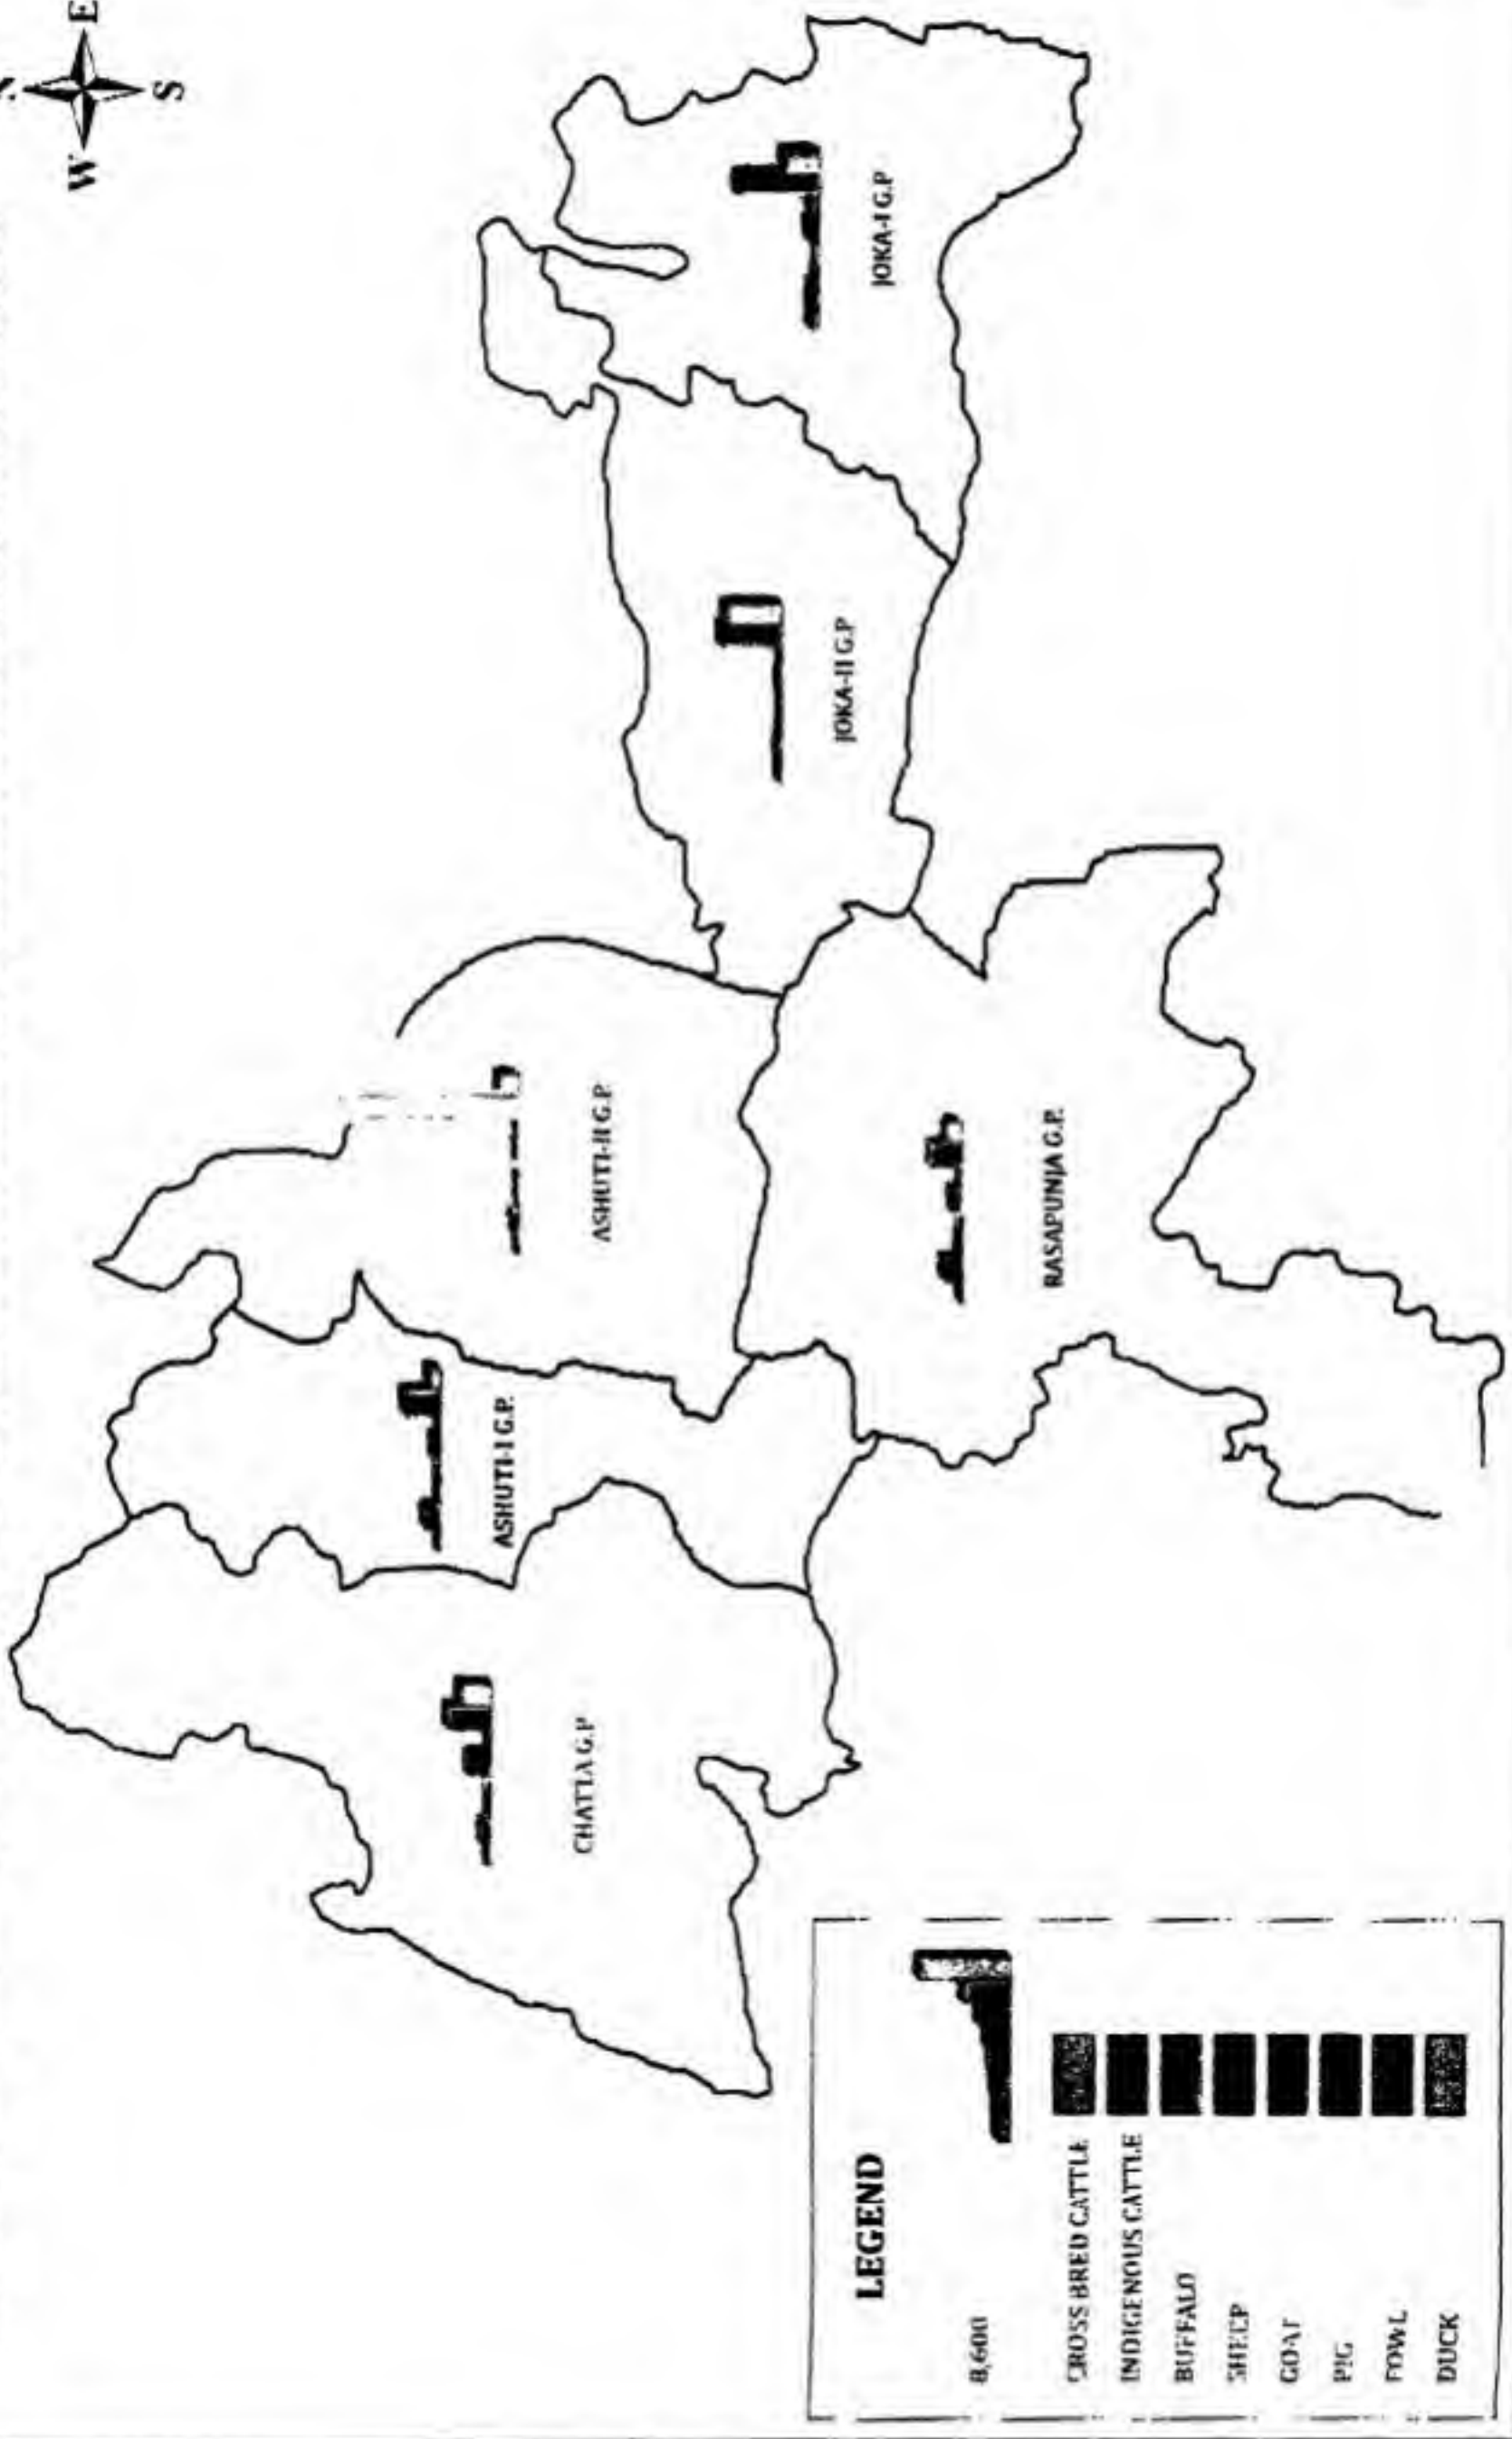 W
E
S
JOKA-I G.P
JOKA-II G.P
ASHUTI-II G.P.
RASAPUNJA G.P.
ASHUTI-I G.P.
CHATTA G.P
LEGEND
8,600
CROSS BRED CATTLE
INDIGENOUS CATTLE
BUFFALO
SHEEP
GOAT
PIG
FOWL
DUCK